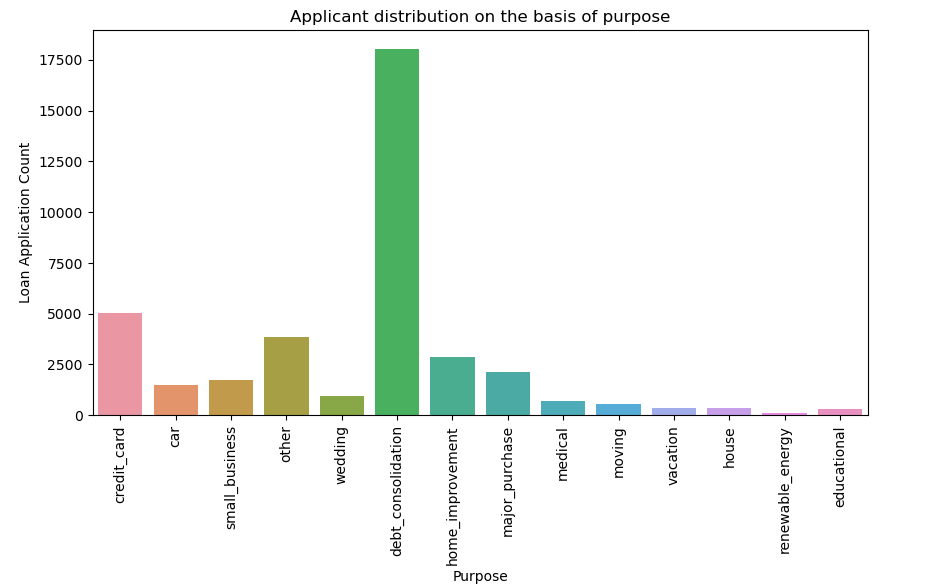 Applicant distribution on the basis of purpose
Loan Application Count
17500
15000
12500
10000
7500
5000
2500
0
credit_card
car
small_business
other
wedding
debt_consolidation
home_improvement
major_purchase
medical
moving
vacation
house
renewable_energy
educational
Purpose